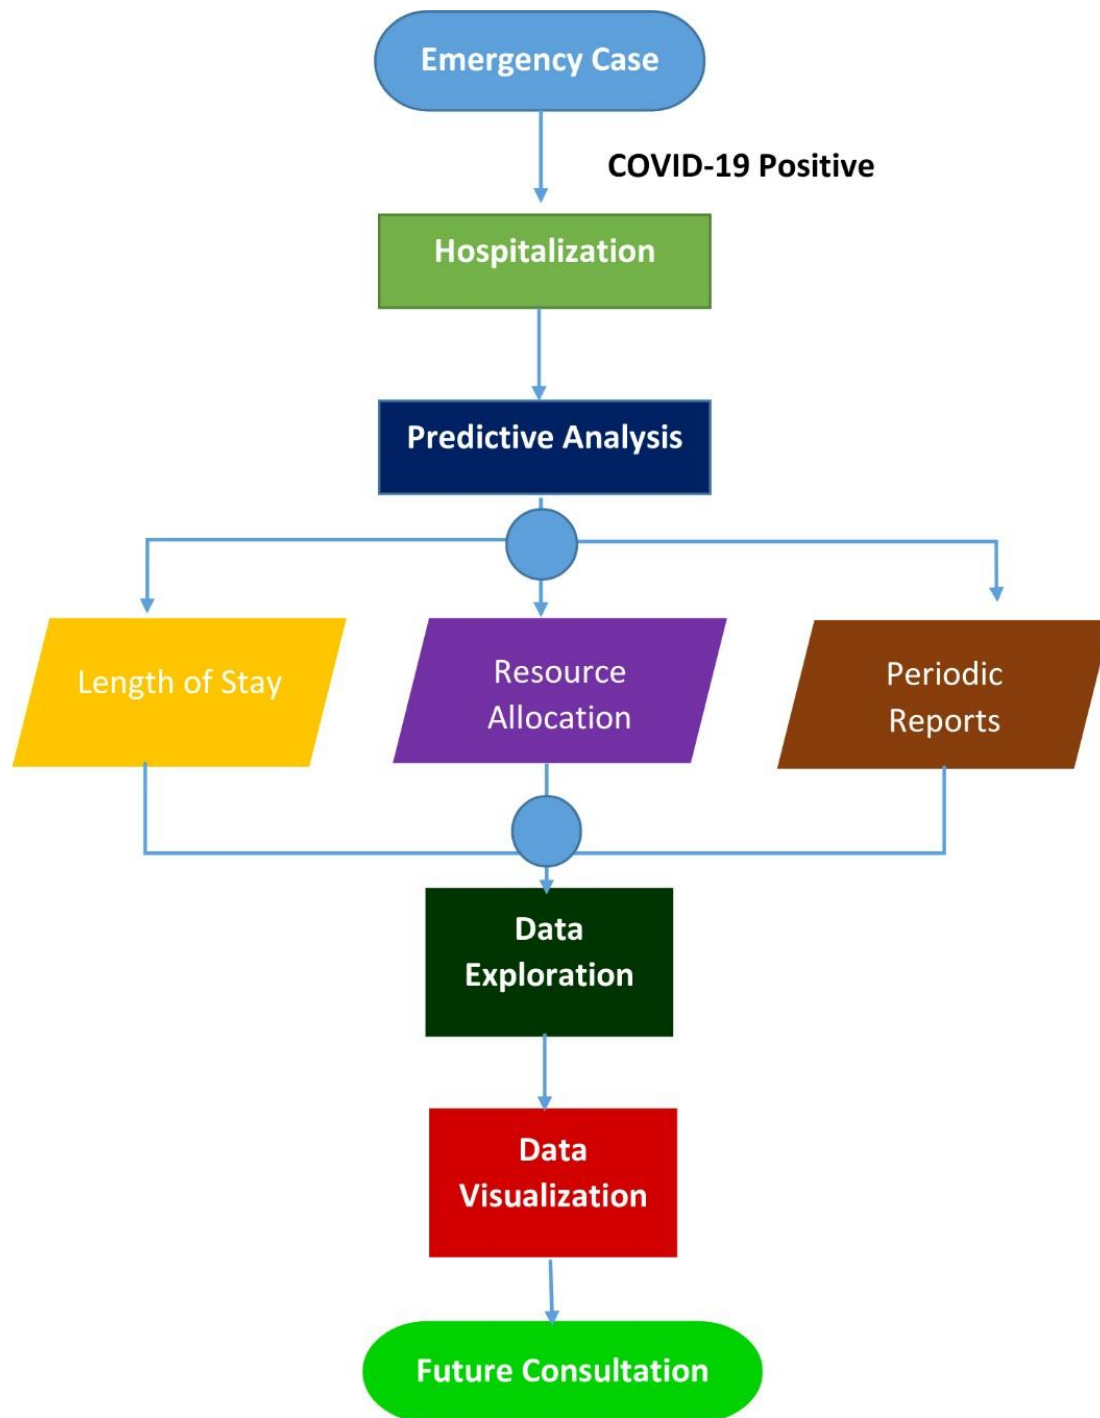 Emergency Case
COVID-19 Positive
Hospitalization
Predictive Analysis
Length of Stay
Resource
Allocation
Periodic
Reports
Data
Exploration
Data
Visualization
Future Consultation